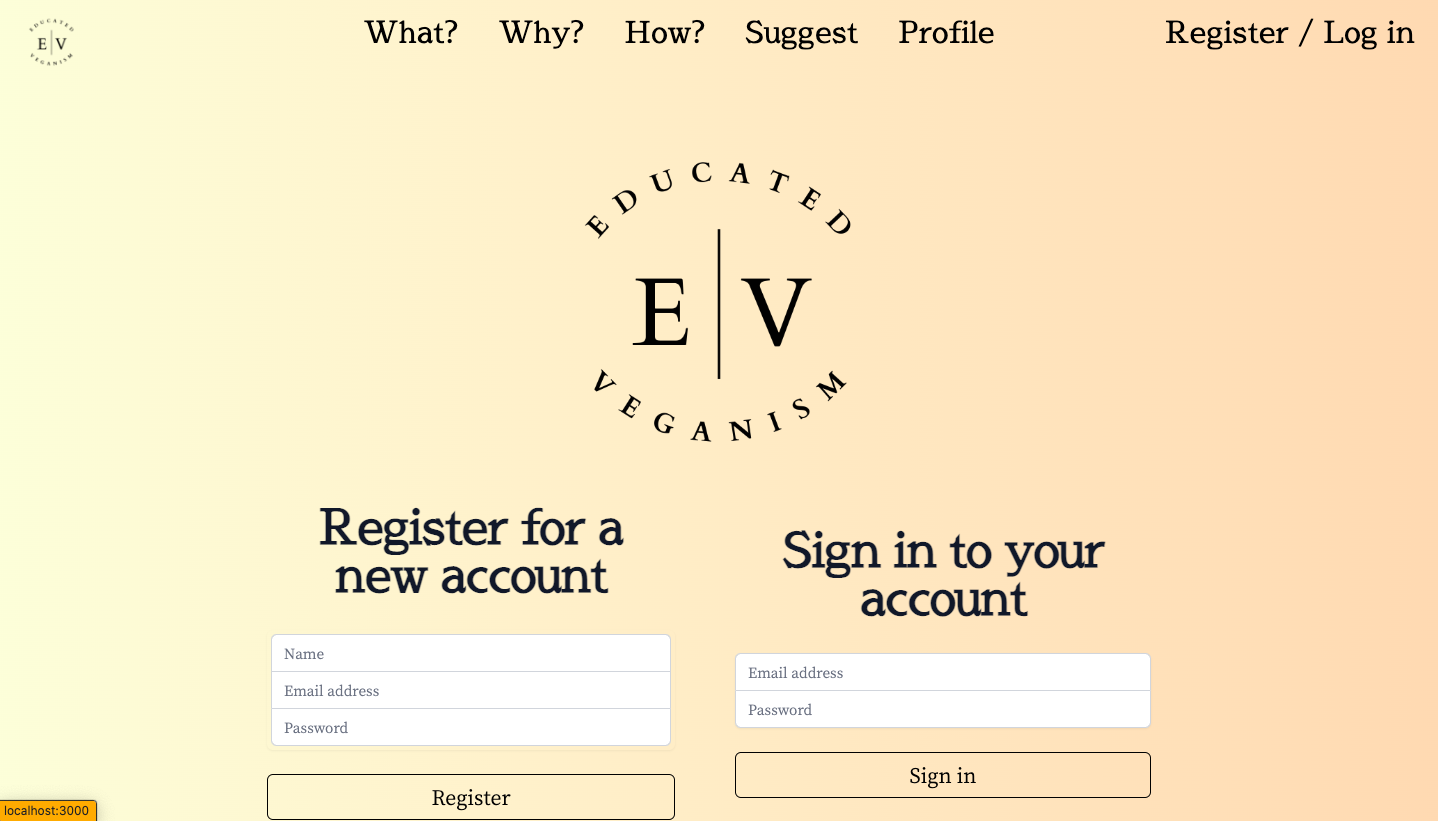 EDUCATED
E V
VEGANISM
What? Why? How? Suggest Profile Register / Log in
EDUCATED
E V
VEGANISM
Register for a
new account
Name
Email address
Password
Register
Sign in to your
account
Email address
Password
Sign in
localhost:3000